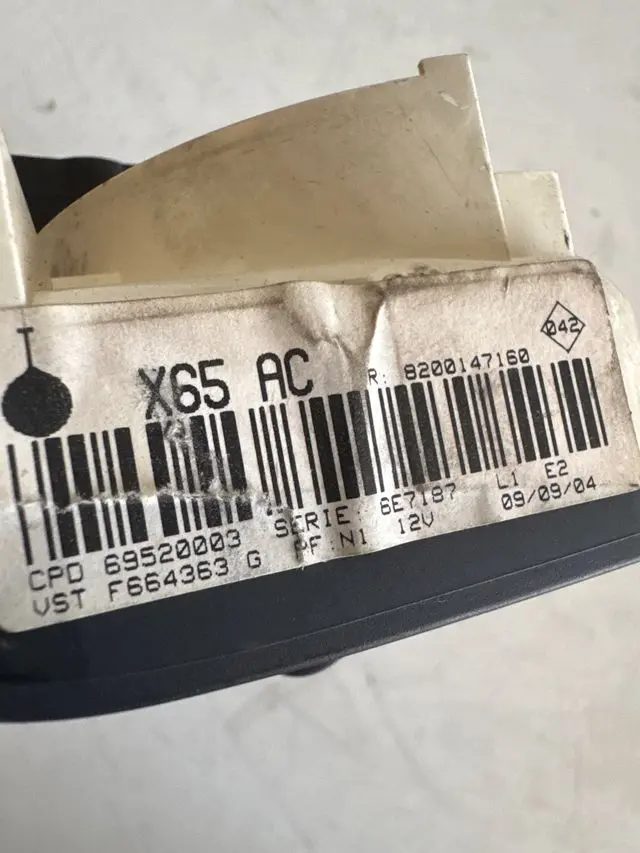 042
X65 AC R: 8200147160
SERIE: 6E7187 L1 E2
CPD 69520003 PF:N1 12V 09/09/04
VST F664363 G